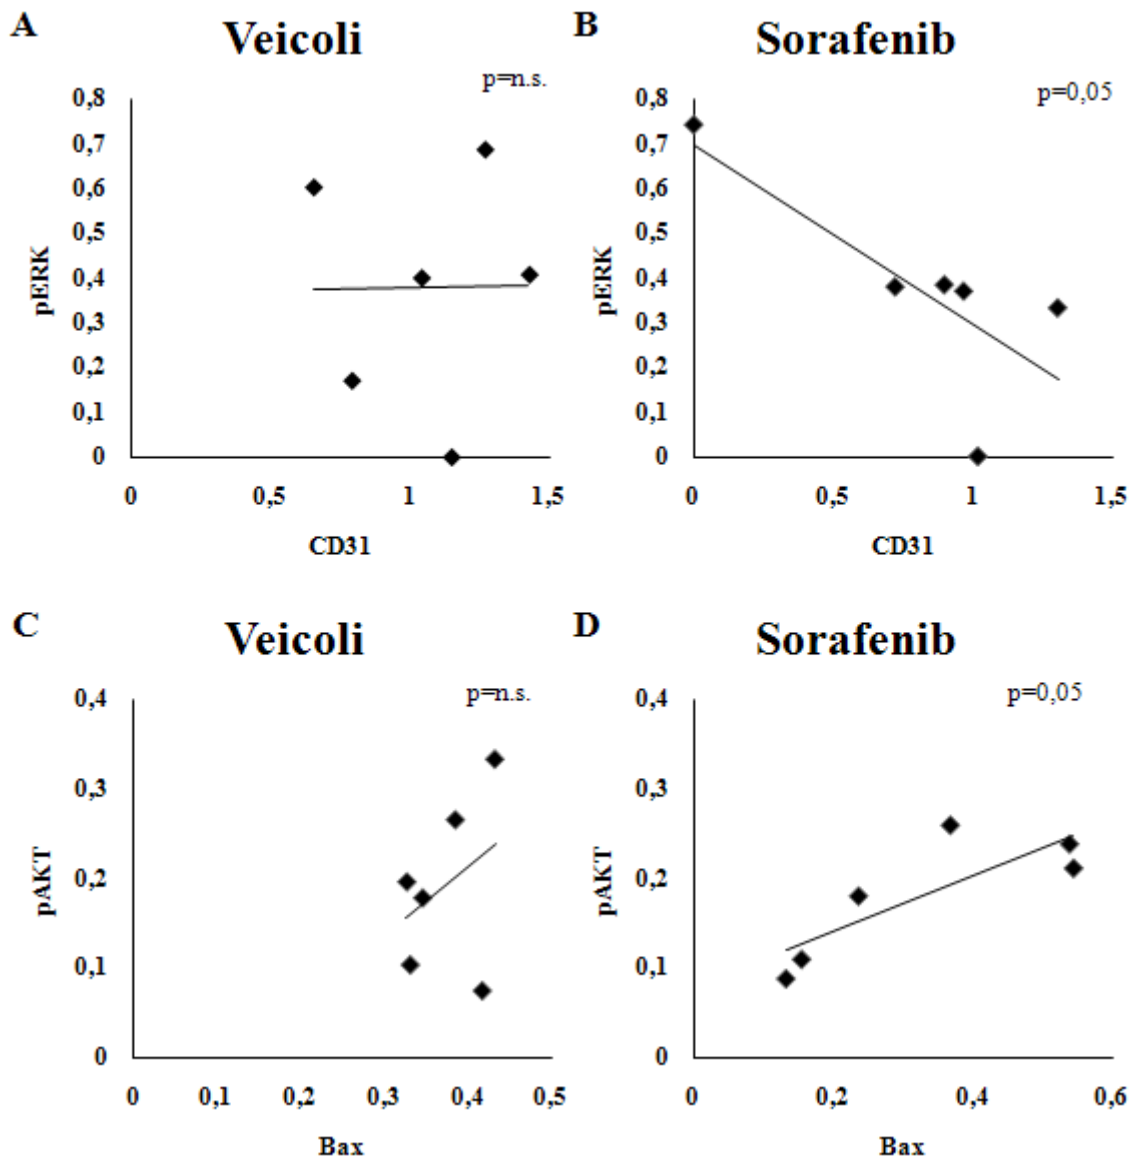 A
Veicoli
p=n.s.
0,8
0,7
0,6
0,5
0,4
0,3
0,2
0,1
0
pERK
0 0,5 1 1,5
CD31
B
Sorafenib
p=0,05
0,8
0,7
0,6
0,5
0,4
0,3
0,2
0,1
0
pERK
0 0,5 1 1,5
CD31
C
Veicoli
p=n.s.
0,4
0,3
0,2
0,1
0
pAKT
0 0,1 0,2 0,3 0,4 0,5
Bax
D
Sorafenib
p=0,05
0,4
0,3
0,2
0,1
0
pAKT
0 0,2 0,4 0,6
Bax